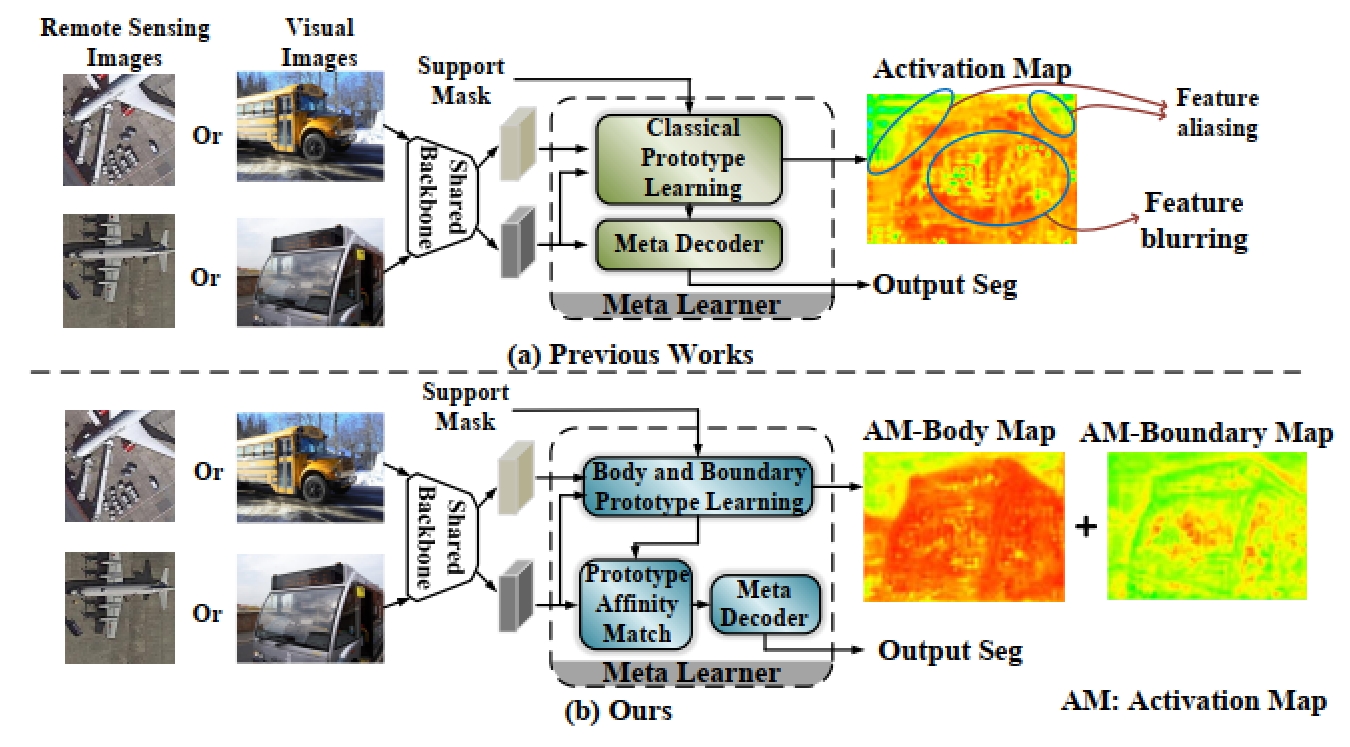 Remote Sensing
Images
Visual
Images
Support
Mask
Or
Or
Shared
Backbone
Classical
Prototype
Learning
Meta Decoder
Meta Learner
Activation Map
Feature
aliasing
Feature
blurring
Output Seg
(a) Previous Works
Support
Mask
Or
Or
Shared
Backbone
Body and Boundary
Prototype Learning
Prototype
Affinity
Match
Meta
Decoder
Meta Learner
AM-Body Map
AM-Boundary Map
+
Output Seg
(b) Ours
AM: Activation Map